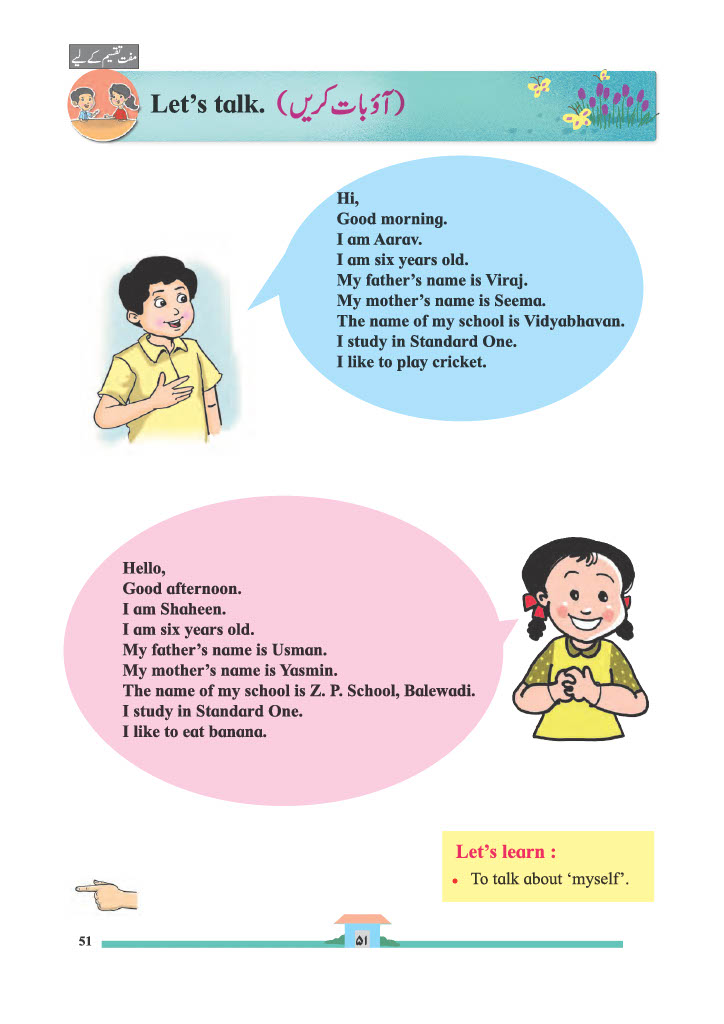 مفت تقسیم کے لیے
Let's talk. (آؤ بات کریں)
Hi,
Good morning.
I am Aarav.
I am six years old.
My father's name is Viraj.
My mother's name is Seema.
The name of my school is Vidyabhavan.
I study in Standard One.
I like to play cricket.
Hello,
Good afternoon.
I am Shaheen.
I am six years old.
My father's name is Usman.
My mother's name is Yasmin.
The name of my school is Z. P. School, Balewadi.
I study in Standard One.
I like to eat banana.
Let's learn :
• To talk about ‘myself’.
51
۵۱